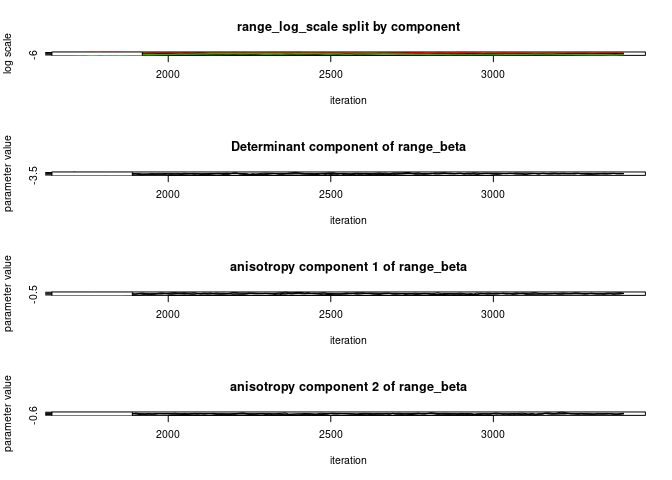 range_log_scale split by component
log scale
-6
2000 2500 3000
iteration
Determinant component of range_beta
parameter value
-3.5
2000 2500 3000
iteration
anisotropy component 1 of range_beta
parameter value
-0.5
2000 2500 3000
iteration
anisotropy component 2 of range_beta
parameter value
-0.6
2000 2500 3000
iteration